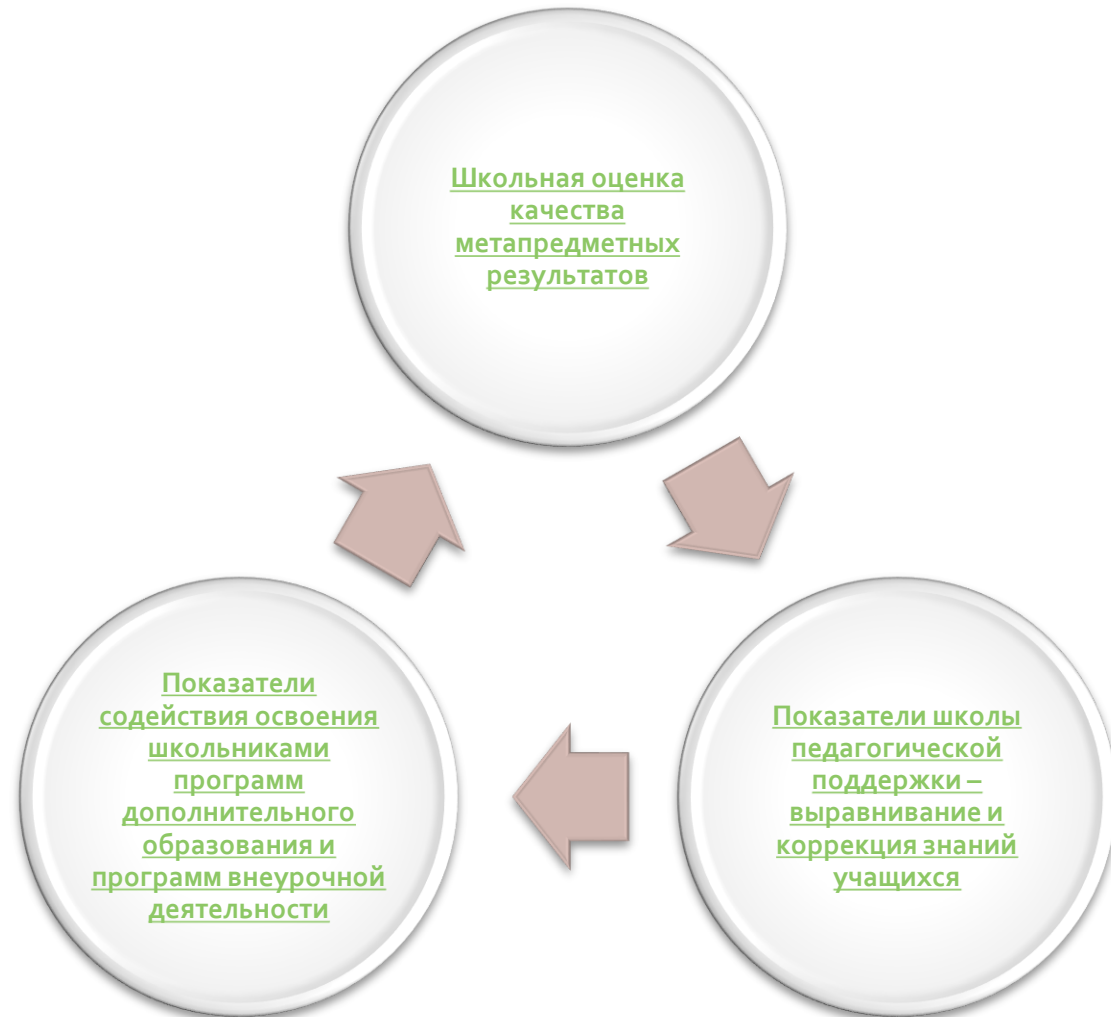 Школьная оценка
качества
метапредметных
результатов
Показатели школы
педагогической
поддержки –
выравнивание и
коррекция знаний
учащихся
Показатели
содействия освоения
школьниками
программ
дополнительного
образования и
программ внеурочной
деятельности